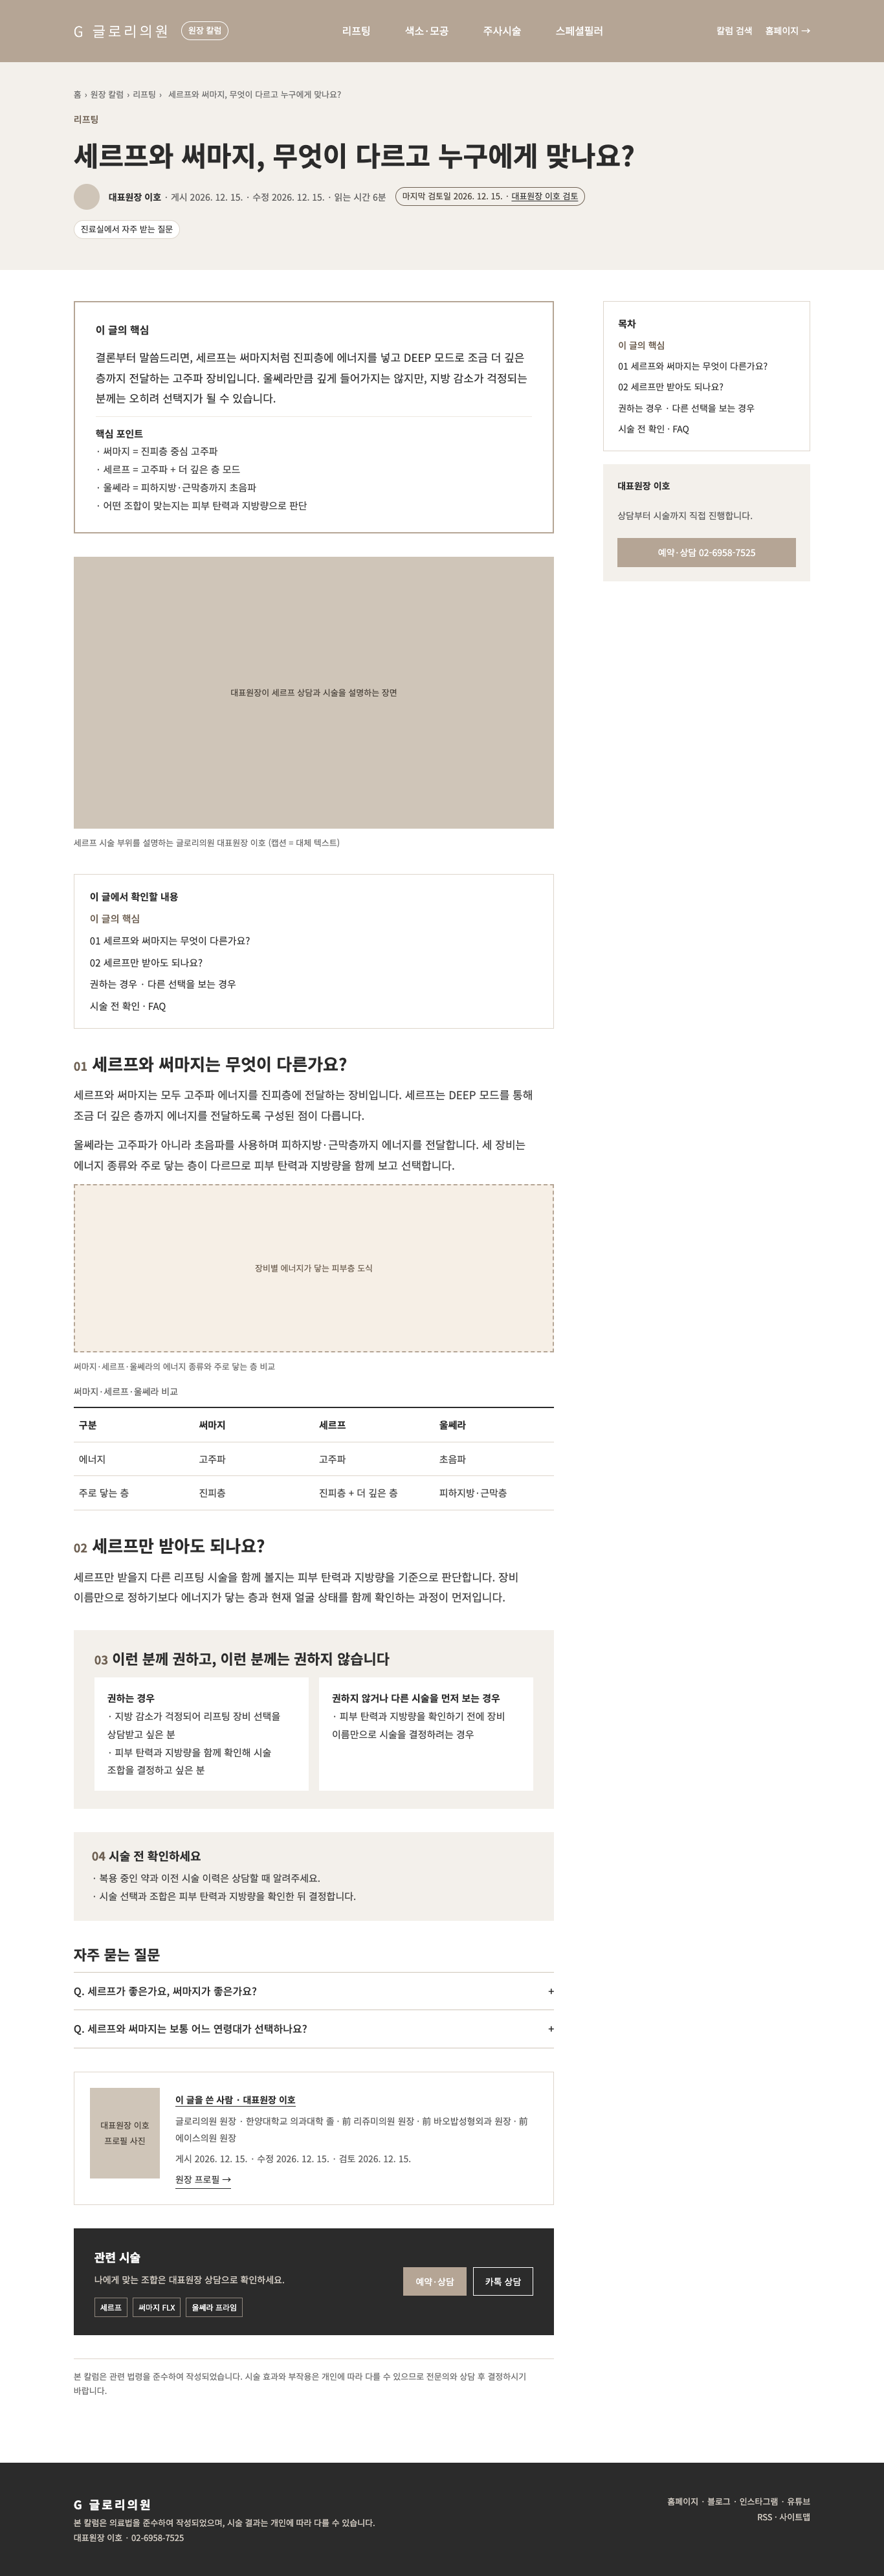 G 글로리의원
원장 칼럼
리프팅
색소·모공
주사시술
스페셜필러
칼럼 검색
홈페이지 →
홈 › 원장 칼럼 › 리프팅 › 세르프와 써마지, 무엇이 다르고 누구에게 맞나요?
리프팅
세르프와 써마지, 무엇이 다르고 누구에게 맞나요?
대표원장 이호 · 게시 2026. 12. 15. · 수정 2026. 12. 15. · 읽는 시간 6분
마지막 검토일 2026. 12. 15. · 대표원장 이호 검토
진료실에서 자주 받는 질문
이 글의 핵심
결론부터 말씀드리면, 세르프는 써마지처럼 진피층에 에너지를 넣고 DEEP 모드로 조금 더 깊은
층까지 전달하는 고주파 장비입니다. 울쎄라만큼 깊게 들어가지는 않지만, 지방 감소가 걱정되는
분께는 오히려 선택지가 될 수 있습니다.
핵심 포인트
· 써마지 = 진피층 중심 고주파
· 세르프 = 고주파 + 더 깊은 층 모드
· 울쎄라 = 피하지방·근막층까지 초음파
· 어떤 조합이 맞는지는 피부 탄력과 지방량으로 판단
목차
이 글의 핵심
01 세르프와 써마지는 무엇이 다른가요?
02 세르프만 받아도 되나요?
권하는 경우 · 다른 선택을 보는 경우
시술 전 확인 · FAQ
대표원장 이호
상담부터 시술까지 직접 진행합니다.
예약·상담 02-6958-7525
대표원장이 세르프 상담과 시술을 설명하는 장면
세르프 시술 부위를 설명하는 글로리의원 대표원장 이호 (캡션 = 대체 텍스트)
이 글에서 확인할 내용
이 글의 핵심
01 세르프와 써마지는 무엇이 다른가요?
02 세르프만 받아도 되나요?
권하는 경우 · 다른 선택을 보는 경우
시술 전 확인 · FAQ
01 세르프와 써마지는 무엇이 다른가요?
세르프와 써마지는 모두 고주파 에너지를 진피층에 전달하는 장비입니다. 세르프는 DEEP 모드를 통해
조금 더 깊은 층까지 에너지를 전달하도록 구성된 점이 다릅니다.
울쎄라는 고주파가 아니라 초음파를 사용하며 피하지방·근막층까지 에너지를 전달합니다. 세 장비는
에너지 종류와 주로 닿는 층이 다르므로 피부 탄력과 지방량을 함께 보고 선택합니다.
장비별 에너지가 닿는 피부층 도식
써마지·세르프·울쎄라의 에너지 종류와 주로 닿는 층 비교
써마지·세르프·울쎄라 비교
구분 써마지 세르프 울쎄라
에너지 고주파 고주파 초음파
주로 닿는 층 진피층 진피층 + 더 깊은 층 피하지방·근막층
02 세르프만 받아도 되나요?
세르프만 받을지 다른 리프팅 시술을 함께 볼지는 피부 탄력과 지방량을 기준으로 판단합니다. 장비
이름만으로 정하기보다 에너지가 닿는 층과 현재 얼굴 상태를 함께 확인하는 과정이 먼저입니다.
03 이런 분께 권하고, 이런 분께는 권하지 않습니다
권하는 경우
· 지방 감소가 걱정되어 리프팅 장비 선택을
상담받고 싶은 분
· 피부 탄력과 지방량을 함께 확인해 시술
조합을 결정하고 싶은 분
권하지 않거나 다른 시술을 먼저 보는 경우
· 피부 탄력과 지방량을 확인하기 전에 장비
이름만으로 시술을 결정하려는 경우
04 시술 전 확인하세요
· 복용 중인 약과 이전 시술 이력은 상담할 때 알려주세요.
· 시술 선택과 조합은 피부 탄력과 지방량을 확인한 뒤 결정합니다.
자주 묻는 질문
Q. 세르프가 좋은가요, 써마지가 좋은가요? +
Q. 세르프와 써마지는 보통 어느 연령대가 선택하나요? +
대표원장 이호
프로필 사진
이 글을 쓴 사람 · 대표원장 이호
글로리의원 원장 · 한양대학교 의과대학 졸 · 前 리쥬미의원 원장 · 前 바오밥성형외과 원장 · 前
에이스의원 원장
게시 2026. 12. 15. · 수정 2026. 12. 15. · 검토 2026. 12. 15.
원장 프로필 →
관련 시술
나에게 맞는 조합은 대표원장 상담으로 확인하세요.
세르프
써마지 FLX
울쎄라 프라임
예약·상담
카톡 상담
본 칼럼은 관련 법령을 준수하여 작성되었습니다. 시술 효과와 부작용은 개인에 따라 다를 수 있으므로 전문의와 상담 후 결정하시기
바랍니다.
G 글로리의원
본 칼럼은 의료법을 준수하여 작성되었으며, 시술 결과는 개인에 따라 다를 수 있습니다.
대표원장 이호 · 02-6958-7525
홈페이지 · 블로그 · 인스타그램 · 유튜브
RSS · 사이트맵